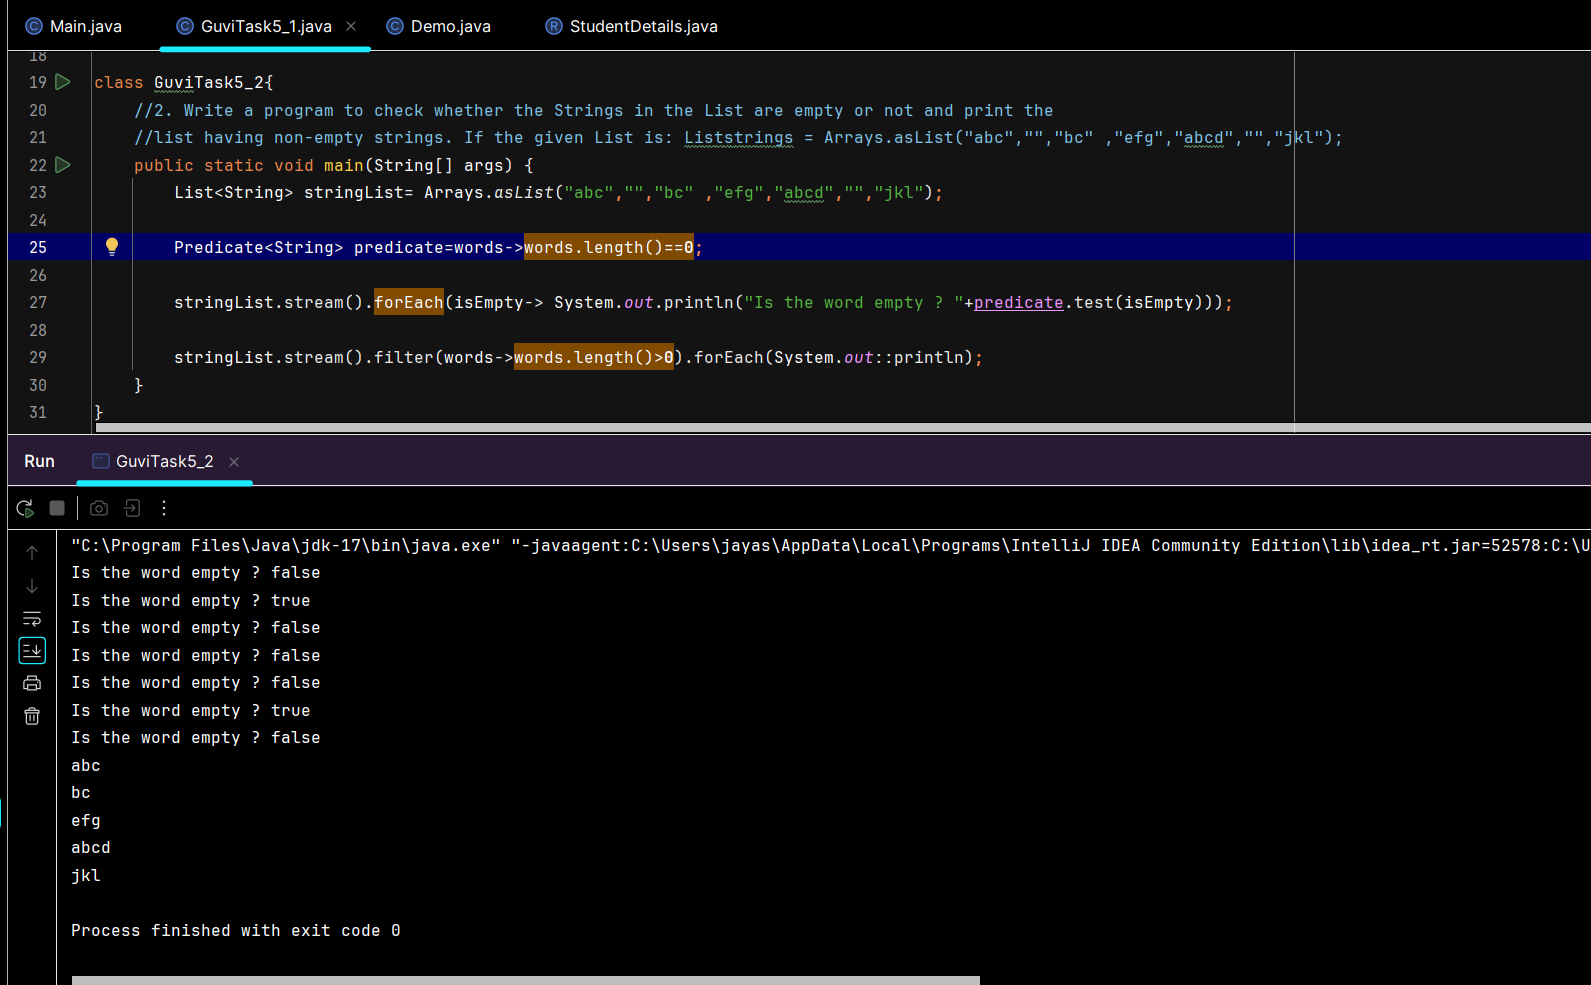 Main.java GuviTask5_1.java Demo.java StudentDetails.java
18
19 class GuviTask5_2{
20 //2. Write a program to check whether the Strings in the List are empty or not and print the
21 //list having non-empty strings. If the given List is: Liststrings = Arrays.asList("abc","","bc" ,"efg","abcd","","jkl");
22 public static void main(String[] args) {
23 List<String> stringList= Arrays.asList("abc","","bc" ,"efg","abcd","","jkl");
24
25 Predicate<String> predicate=words->words.length()==0;
26
27 stringList.stream().forEach(isEmpty-> System.out.println("Is the word empty ? "+predicate.test(isEmpty)));
28
29 stringList.stream().filter(words->words.length()>0).forEach(System.out::println);
30 }
31 }
Run GuviTask5_2
"C:\Program Files\Java\jdk-17\bin\java.exe" "-javaagent:C:\Users\jayas\AppData\Local\Programs\IntelliJ IDEA Community Edition\lib\idea_rt.jar=52578:C:\U
Is the word empty ? false
Is the word empty ? true
Is the word empty ? false
Is the word empty ? false
Is the word empty ? false
Is the word empty ? true
Is the word empty ? false
abc
bc
efg
abcd
jkl
Process finished with exit code 0